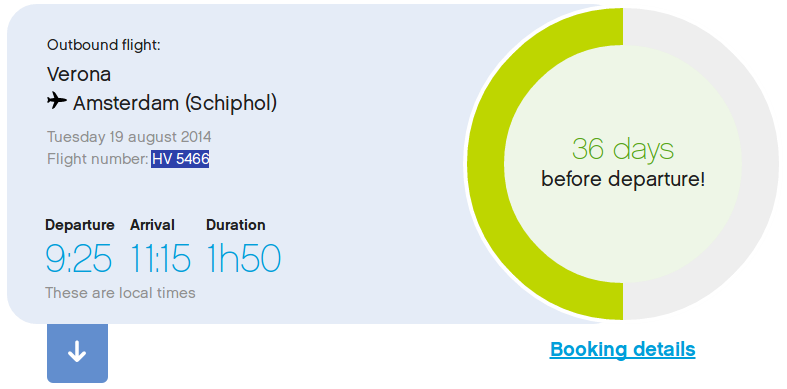 Outbound flight:
Verona
Amsterdam (Schiphol)
Tuesday 19 august 2014
Flight number: HV 5466
Departure Arrival Duration
9:25 11:15 1h50
These are local times
36 days
before departure!
Booking details